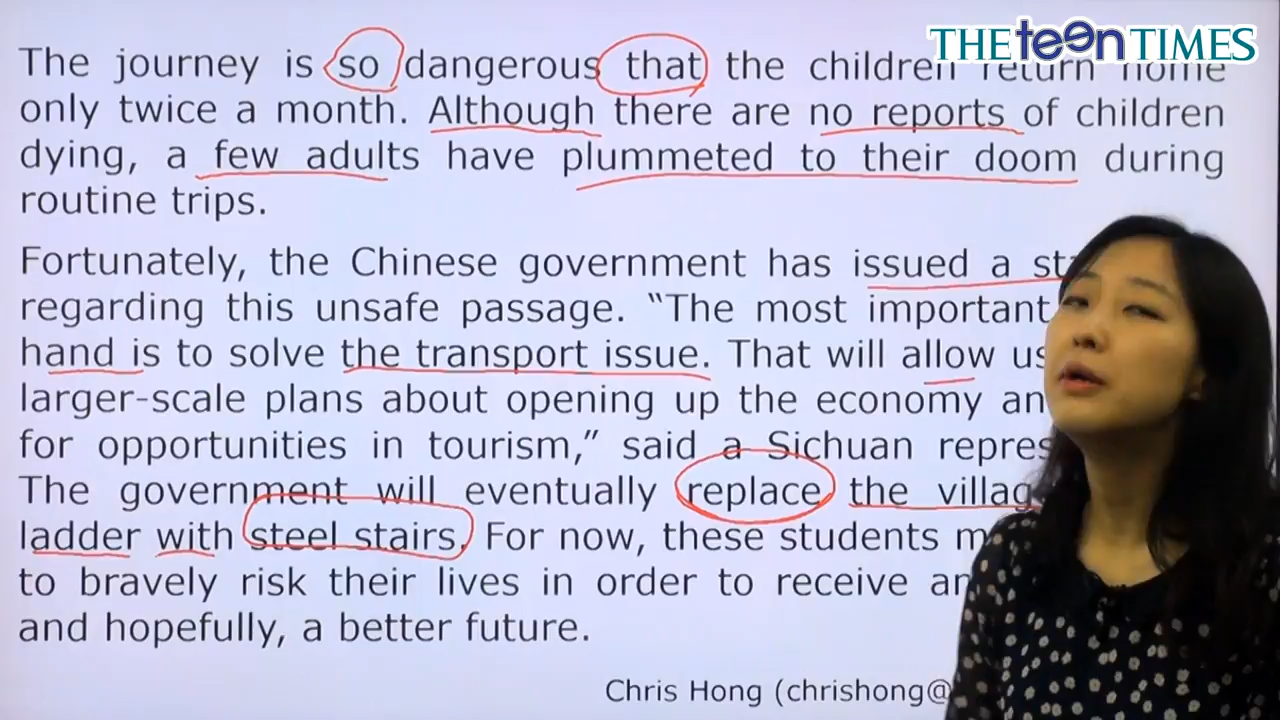 THE teen TIMES
The journey is so dangerous that the children return home
only twice a month. Although there are no reports of children
dying, a few adults have plummeted to their doom during
routine trips.
Fortunately, the Chinese government has issued a
regarding this unsafe passage. “The most important
hand is to solve the transport issue. That will allow us
larger-scale plans about opening up the economy
for opportunities in tourism,” said a Sichuan
The government will eventually replace the
ladder with steel stairs. For now, these students
to bravely risk their lives in order to receive
and hopefully, a better future.
Chris Hong (chrishong@